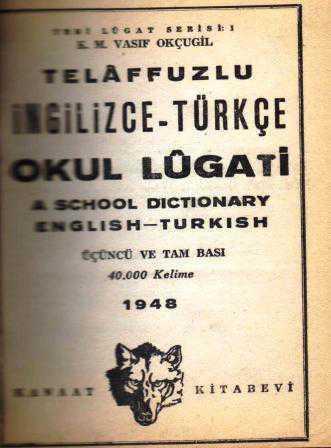 YENİ LÛGAT SERİSİ: 1
K. M. VASIF OKÇUGİL
TELÂFFUZLU
İNGİLİZCE-TÜRKÇE
OKUL LÛGATİ
A SCHOOL DICTIONARY
ENGLISH—TURKISH
ÜÇÜNCÜ VE TAM BASI
40.000 Kelime
1948
KANAAT KİTABEVİ